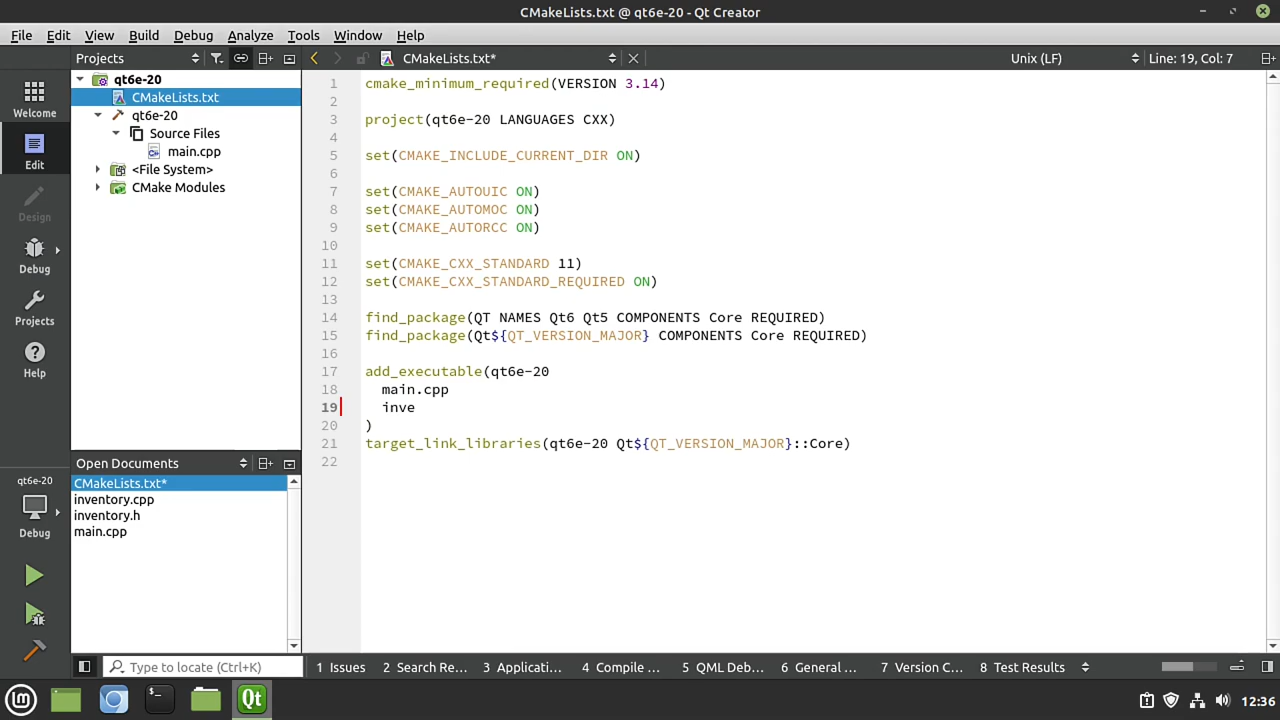 CMakeLists.txt @ qt6e-20 - Qt Creator
File Edit View Build Debug Analyze Tools Window Help
Projects CMakeLists.txt* Unix (LF) Line: 19, Col: 7
Welcome
Edit
Design
Debug
Projects
Help
qt6e-20
Debug
qt6e-20
CMakeLists.txt
qt6e-20
Source Files
main.cpp
<File System>
CMake Modules
Open Documents
CMakeLists.txt*
inventory.cpp
inventory.h
main.cpp
1 cmake_minimum_required(VERSION 3.14)
2
3 project(qt6e-20 LANGUAGES CXX)
4
5 set(CMAKE_INCLUDE_CURRENT_DIR ON)
6
7 set(CMAKE_AUTOUIC ON)
8 set(CMAKE_AUTOMOC ON)
9 set(CMAKE_AUTORCC ON)
10
11 set(CMAKE_CXX_STANDARD 11)
12 set(CMAKE_CXX_STANDARD_REQUIRED ON)
13
14 find_package(QT NAMES Qt6 Qt5 COMPONENTS Core REQUIRED)
15 find_package(Qt${QT_VERSION_MAJOR} COMPONENTS Core REQUIRED)
16
17 add_executable(qt6e-20
18 main.cpp
19 inve
20 )
21 target_link_libraries(qt6e-20 Qt${QT_VERSION_MAJOR}::Core)
22
Type to locate (Ctrl+K) 1 Issues 2 Search Re... 3 Applicati... 4 Compile ... 5 QML Deb... 6 General ... 7 Version C... 8 Test Results
lm Qt 12:36